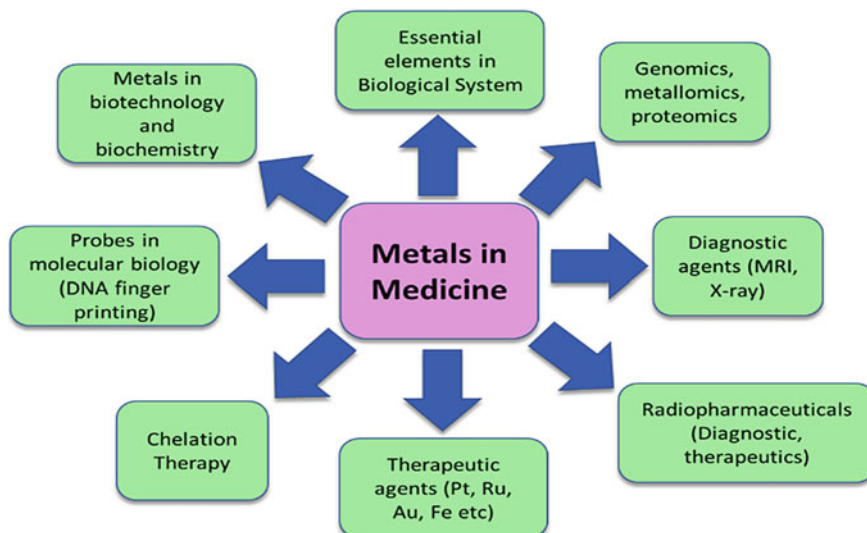 Essential
elements in
Biological System
Genomics,
metallomics,
proteomics
Metals in
biotechnology
and
biochemistry
Metals in
Medicine
Probes in
molecular biology
(DNA finger
printing)
Diagnostic
agents (MRI,
X-ray)
Chelation
Therapy
Therapeutic
agents (Pt, Ru,
Au, Fe etc)
Radiopharmaceuticals
(Diagnostic,
therapeutics)